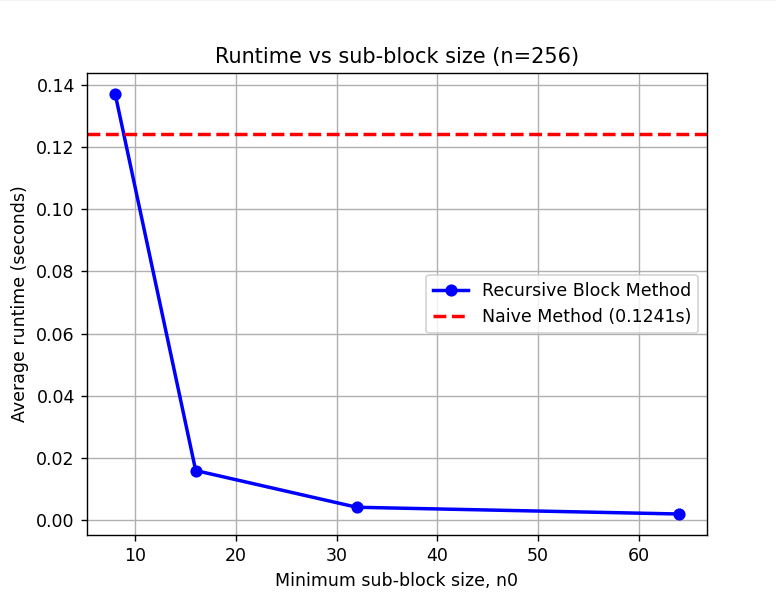 Runtime vs sub-block size (n=256)
0.14
0.12
0.10
0.08
0.06
0.04
0.02
0.00
Average runtime (seconds)
Recursive Block Method
Naive Method (0.1241s)
10 20 30 40 50 60
Minimum sub-block size, n0